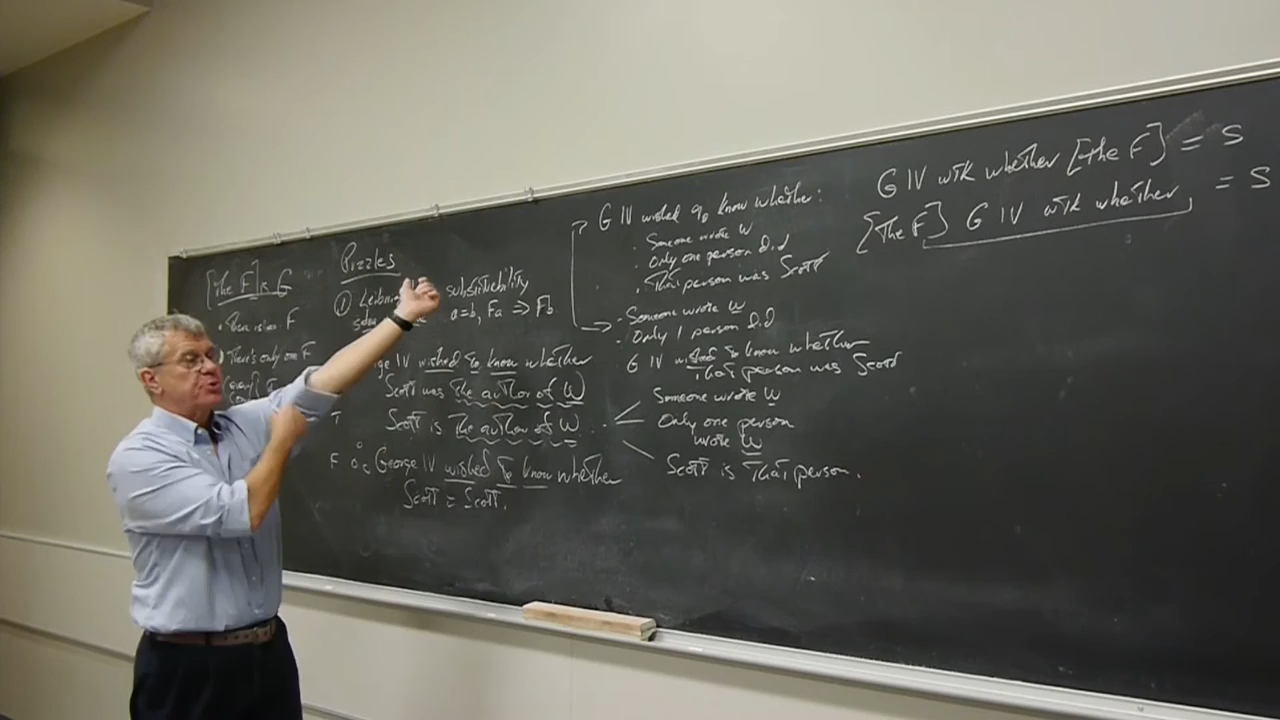 [the F] is G
• There is an F
There's only one F
Puzzles
① Leibn substitutability
a=b, Fa ⇒ Fb
ge IV wished to know whether
Scott was the author of W
T Scott is the author of W
F ∴ George IV wished to know whether
Scott = Scott.
G IV wished to know whether:
• Someone wrote W
• Only one person did
• That person was Scott
• Someone wrote W
• Only 1 person did
G IV wished to know whether
that person was Scott
Someone wrote W
Only one person
wrote W
Scott is that person.
G IV wtk whether [the F] = S
[the F] G IV wtk whether = S